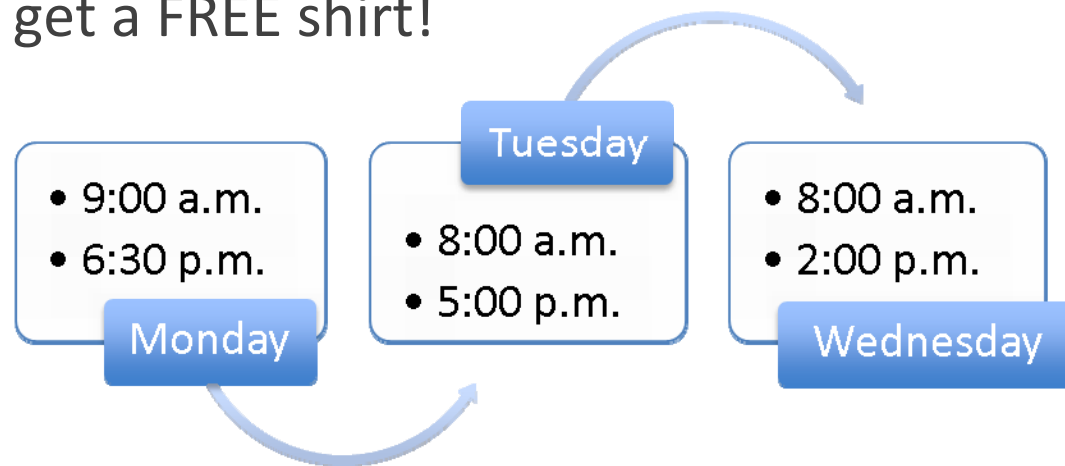 get a FREE shirt!
• 9:00 a.m.
• 6:30 p.m.
Monday
Tuesday
• 8:00 a.m.
• 5:00 p.m.
• 8:00 a.m.
• 2:00 p.m.
Wednesday